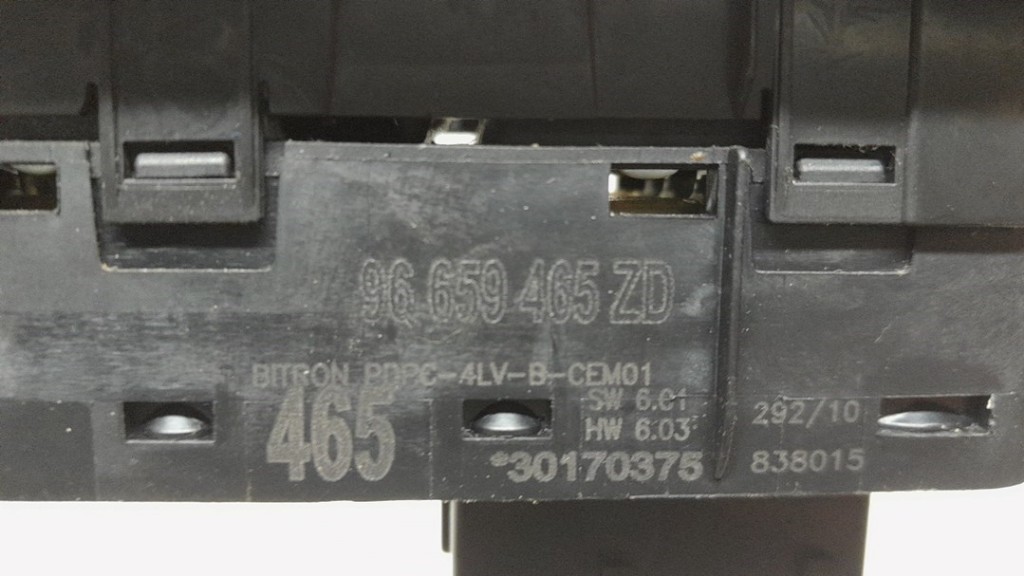 96 659 465 ZD
BITRON PDPC-4LV-B-CEM01
465
SW 6.01
HW 6.03
*30170375
292/10
838015